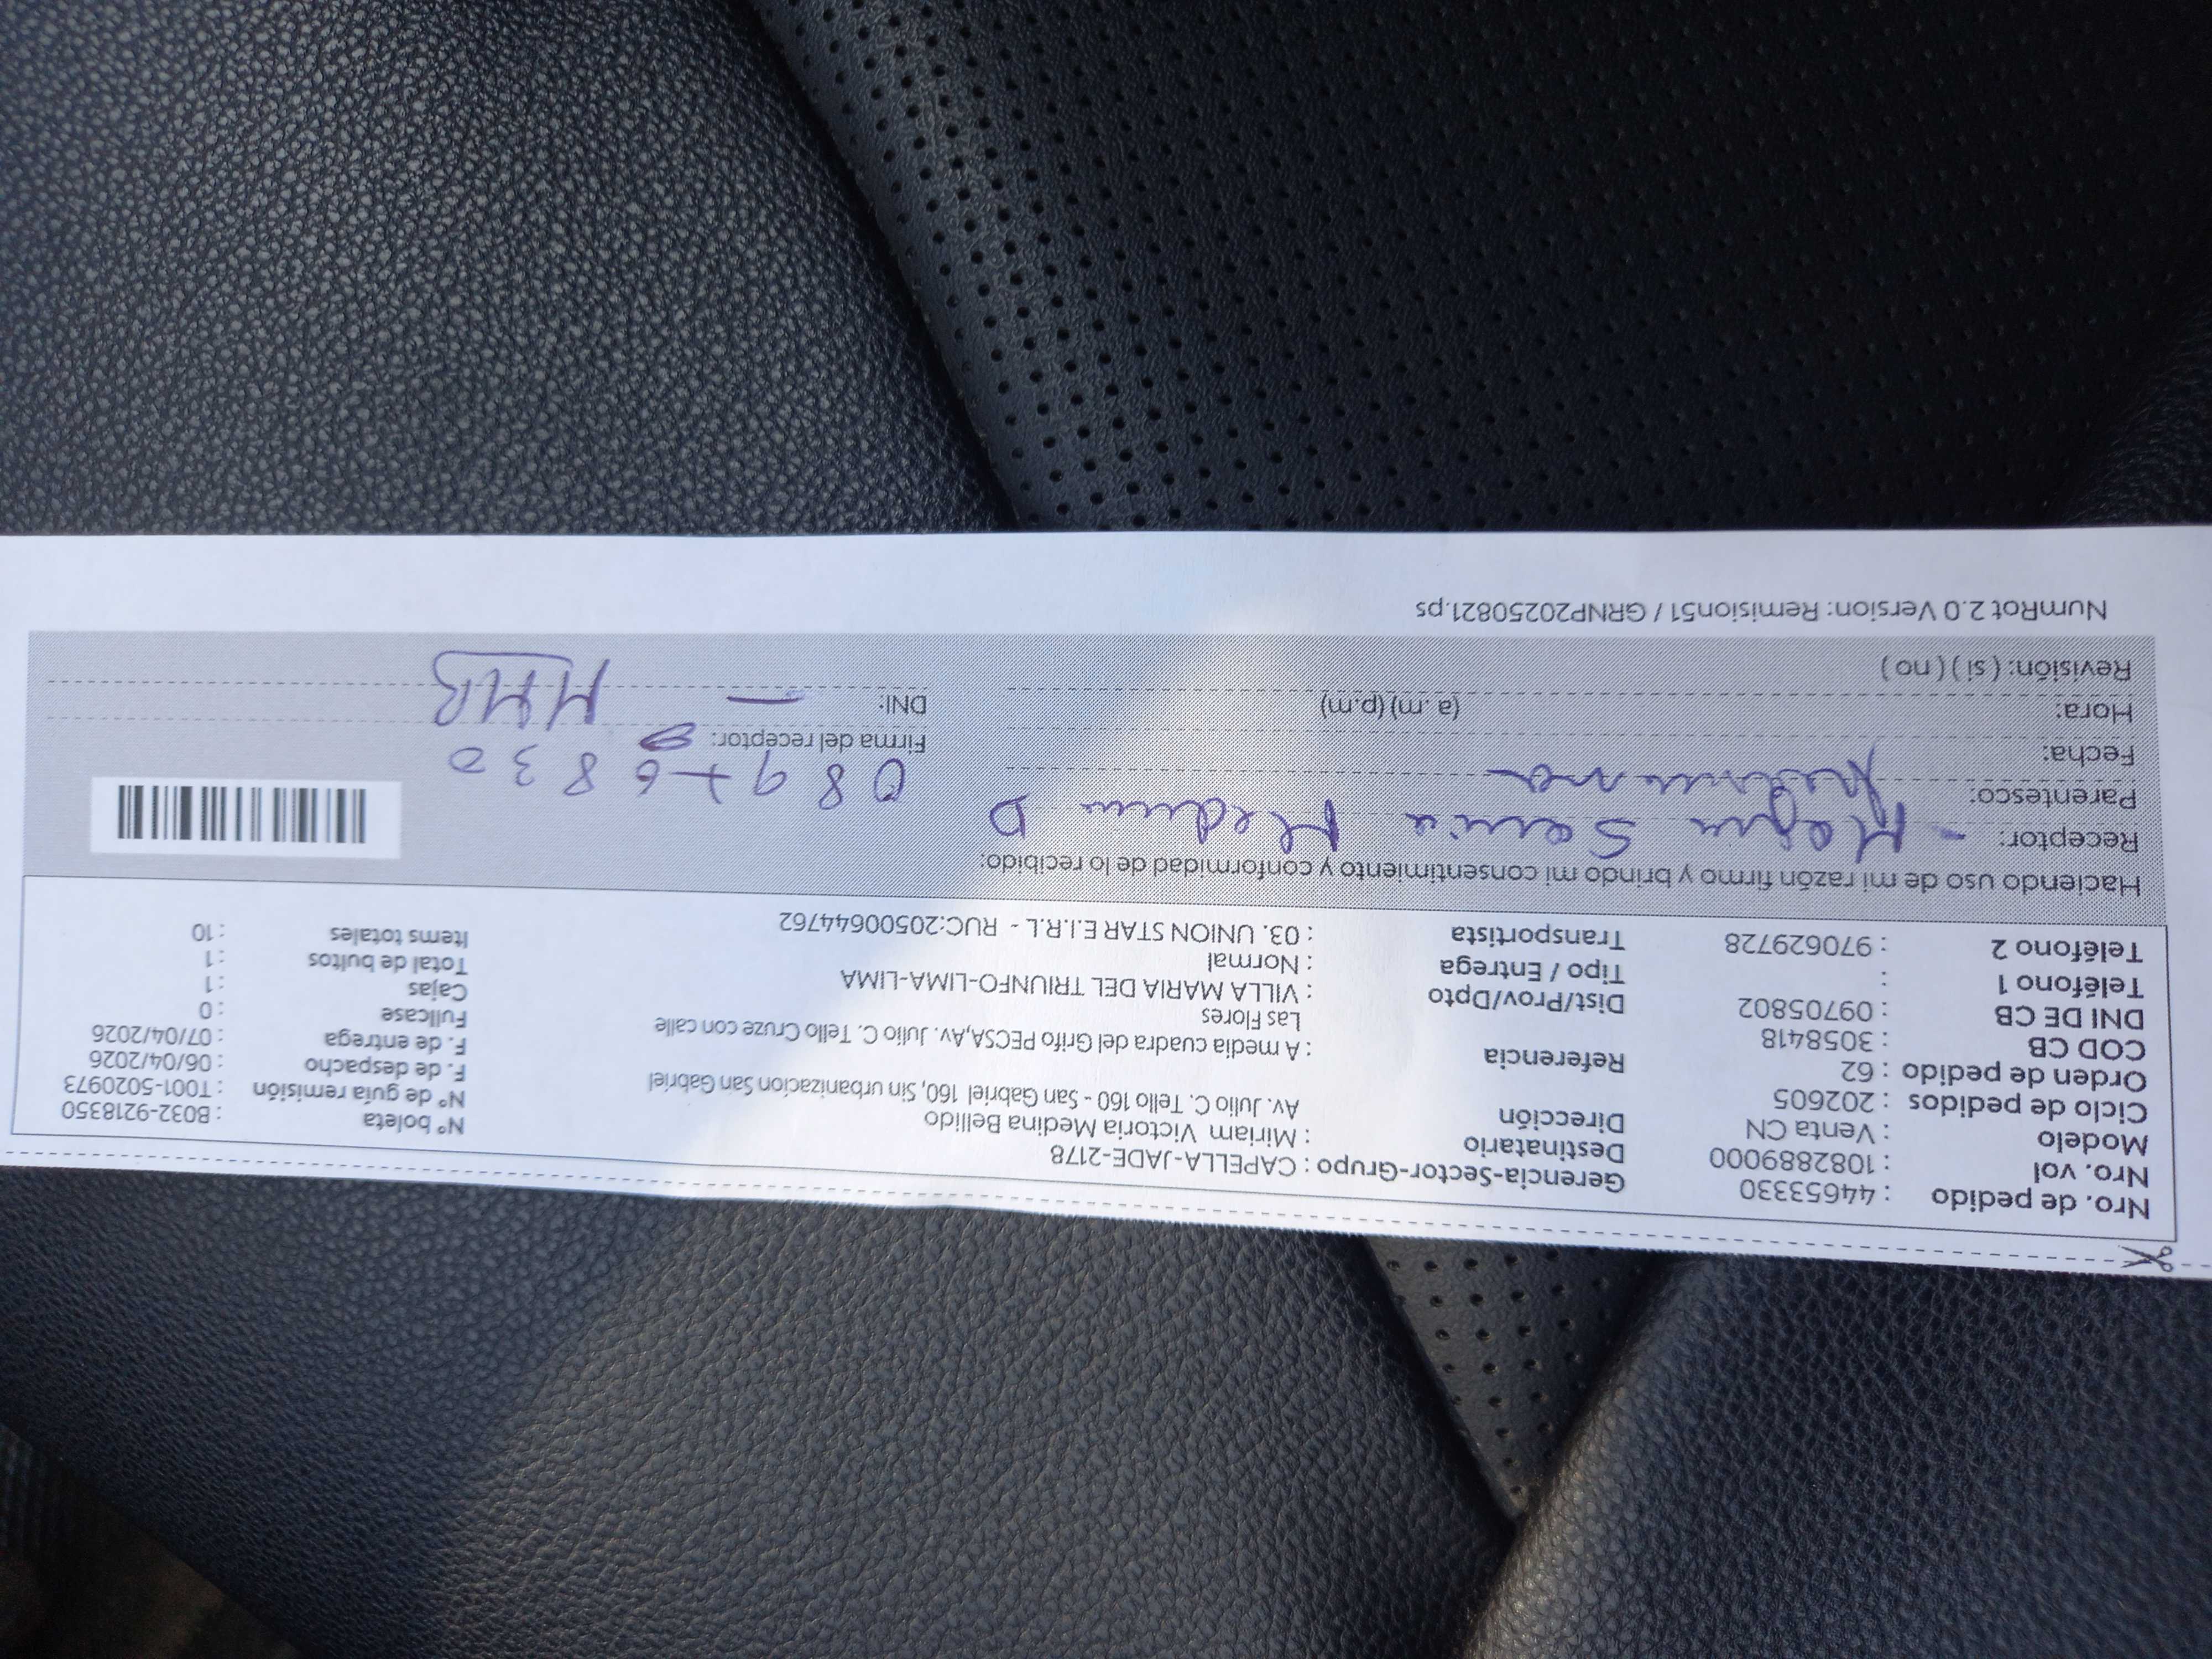 Nro. de pedido : 44653330
Nro. vol : 1082889000
Modelo : Venta CN
Ciclo de pedidos : 202605
Orden de pedido : 62
COD CB : 3058418
DNI DE CB : 09705802
Teléfono 1 :
Teléfono 2 : 970629728
Gerencia-Sector-Grupo : CAPELLA-JADE-2178
Destinatario : Miriam Victoria Medina Bellido
Dirección Av. Julio C. Tello 160 - San Gabriel 160, Sin urbanizacion San Gabriel
Referencia : A media cuadra del Grifo PECSA,Av. Julio C. Tello Cruze con calle
Las Flores
Dist/Prov/Dpto : VILLA MARIA DEL TRIUNFO-LIMA-LIMA
Tipo / Entrega : Normal
Transportista : 03. UNION STAR E.I.R.L - RUC:20500644762
N° boleta : B032-9218350
N° de guía remisión : T001-5020973
F. de despacho : 06/04/2026
F. de entrega : 07/04/2026
Fullcase : 0
Cajas : 1
Total de bultos : 1
Items totales : 10
Haciendo uso de mi razón firmo y brindo mi consentimiento y conformidad de lo recibido:
Receptor: Medina
Parentesco:
Fecha:
Hora: (a. m) (p.m)
Revisión: ( si ) ( no )
Firma del receptor:
DNI:
NumRot 2.0 Version: Remision51 / GRNP20250821.ps